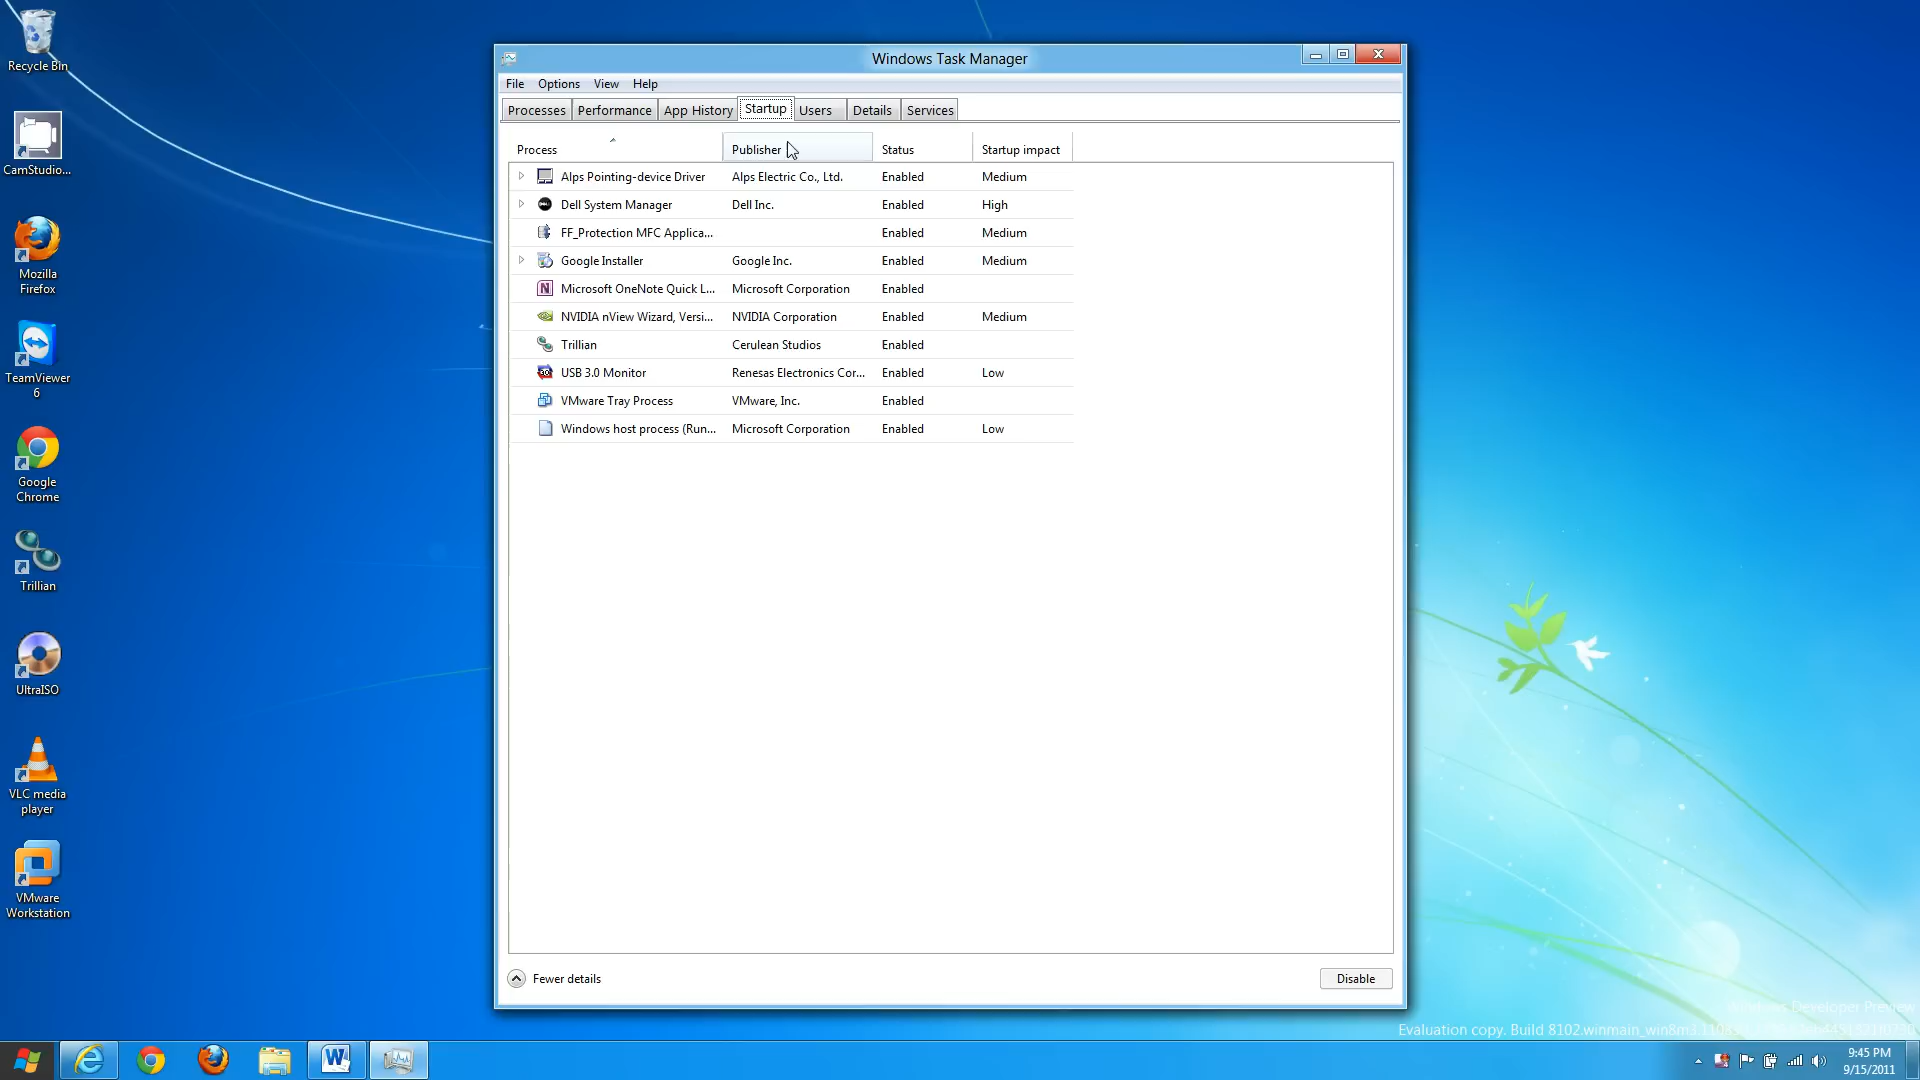 Recycle Bin
CamStudio...
Mozilla
Firefox
TeamViewer
6
Google
Chrome
Trillian
UltraISO
VLC media
player
VMware
Workstation
Windows Task Manager
File Options View Help
Processes Performance App History Startup Users Details Services
Process Publisher Status Startup impact
Alps Pointing-device Driver Alps Electric Co., Ltd. Enabled Medium
Dell System Manager Dell Inc. Enabled High
FF_Protection MFC Applica... Enabled Medium
Google Installer Google Inc. Enabled Medium
Microsoft OneNote Quick L... Microsoft Corporation Enabled
NVIDIA nView Wizard, Versi... NVIDIA Corporation Enabled Medium
Trillian Cerulean Studios Enabled
USB 3.0 Monitor Renesas Electronics Cor... Enabled Low
VMware Tray Process VMware, Inc. Enabled
Windows host process (Run... Microsoft Corporation Enabled Low
Fewer details Disable
Windows Developer Preview
Evaluation copy. Build 8102.winmain_win8m3
9:45 PM
9/15/2011